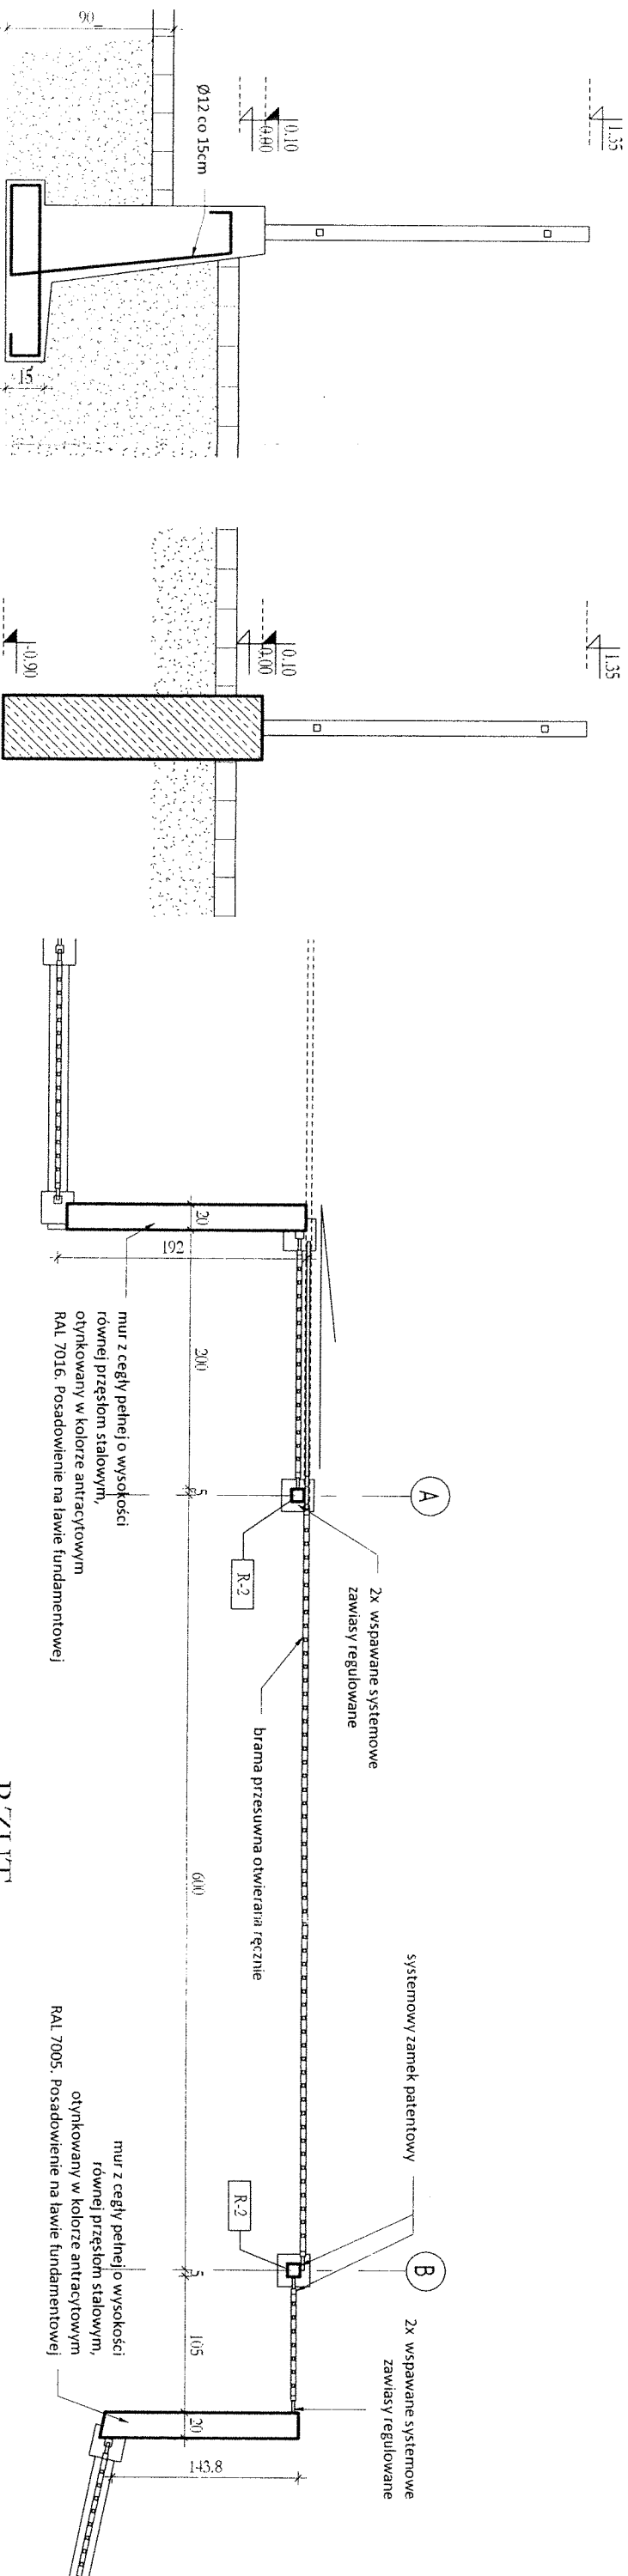 90
Ø12 co 15cm
0.10
0.00
1.35
15
-0.90
0.10
0.00
1.35
20
192
mur z cegły pełnej o wysokości
równej przęsłom stalowym,
otynkowany w kolorze antracytowym
RAL 7016. Posadowienie na ławie fundamentowej
200
5
A
R-2
2x wspawane systemowe
zawiasy regulowane
brama przesuwna otwierana ręcznie
600
systemowy zamek patentowy
R-2
B
5
105
2x wspawane systemowe
zawiasy regulowane
mur z cegły pełnej o wysokości
równej przęsłom stalowym,
otynkowany w kolorze antracytowym
RAL 7005. Posadowienie na ławie fundamentowej
20
143.8
RZUT